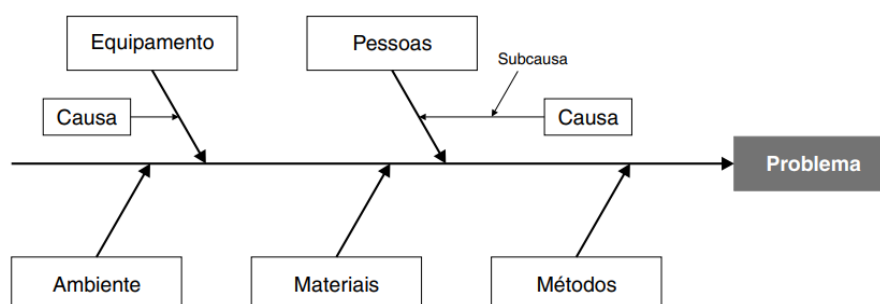 Equipamento
Pessoas
Subcausa
Causa
Causa
Problema
Ambiente
Materiais
Métodos